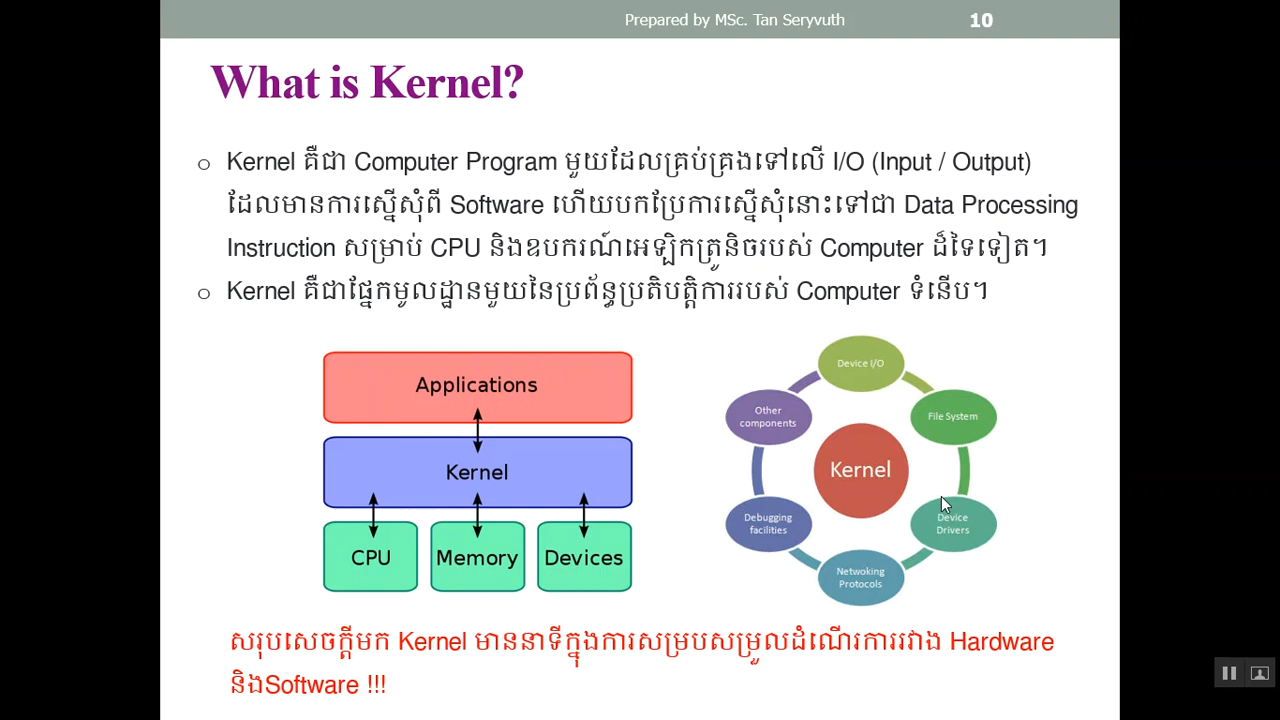 Prepared by MSc. Tan Seryvuth 10
What is Kernel?
o Kernel គឺជា Computer Program មួយដែលគ្រប់គ្រងទៅលើ I/O (Input / Output)
ដែលមានការស្នើសុំពី Software ហើយបកប្រែការស្នើសុំនោះទៅជា Data Processing
Instruction សម្រាប់ CPU និងឧបករណ៍អេឡិកត្រូនិចរបស់ Computer ដ៏ទៃទៀត។
o Kernel គឺជាផ្នែកមូលដ្ឋានមួយនៃប្រព័ន្ធប្រតិបត្តិការរបស់ Computer ទំនើប។
Applications
Kernel
CPU
Memory
Devices
Device I/O
File System
Device
Drivers
Netwoking
Protocols
Debugging
facilities
Other
components
Kernel
សរុបសេចក្ដីមក Kernel មាននាទីក្នុងការសម្របសម្រួលដំណើរការរវាង Hardware
និងSoftware !!!